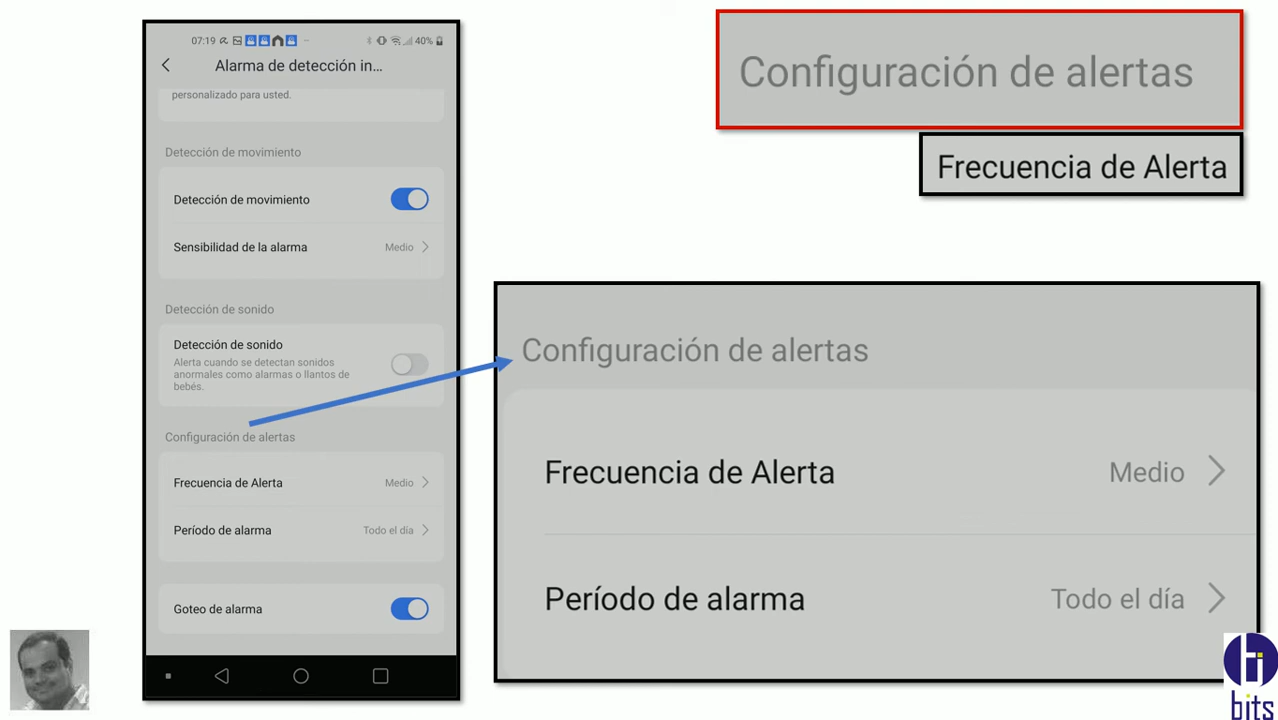 07:19
40%
Alarma de detección in...
personalizado para usted.
Detección de movimiento
Detección de movimiento
Sensibilidad de la alarma Medio
Detección de sonido
Detección de sonido
Alerta cuando se detectan sonidos
anormales como alarmas o llantos de
bebés.
Configuración de alertas
Frecuencia de Alerta Medio
Período de alarma Todo el día
Goteo de alarma
Configuración de alertas
Frecuencia de Alerta
Configuración de alertas
Frecuencia de Alerta Medio
Período de alarma Todo el día
bits